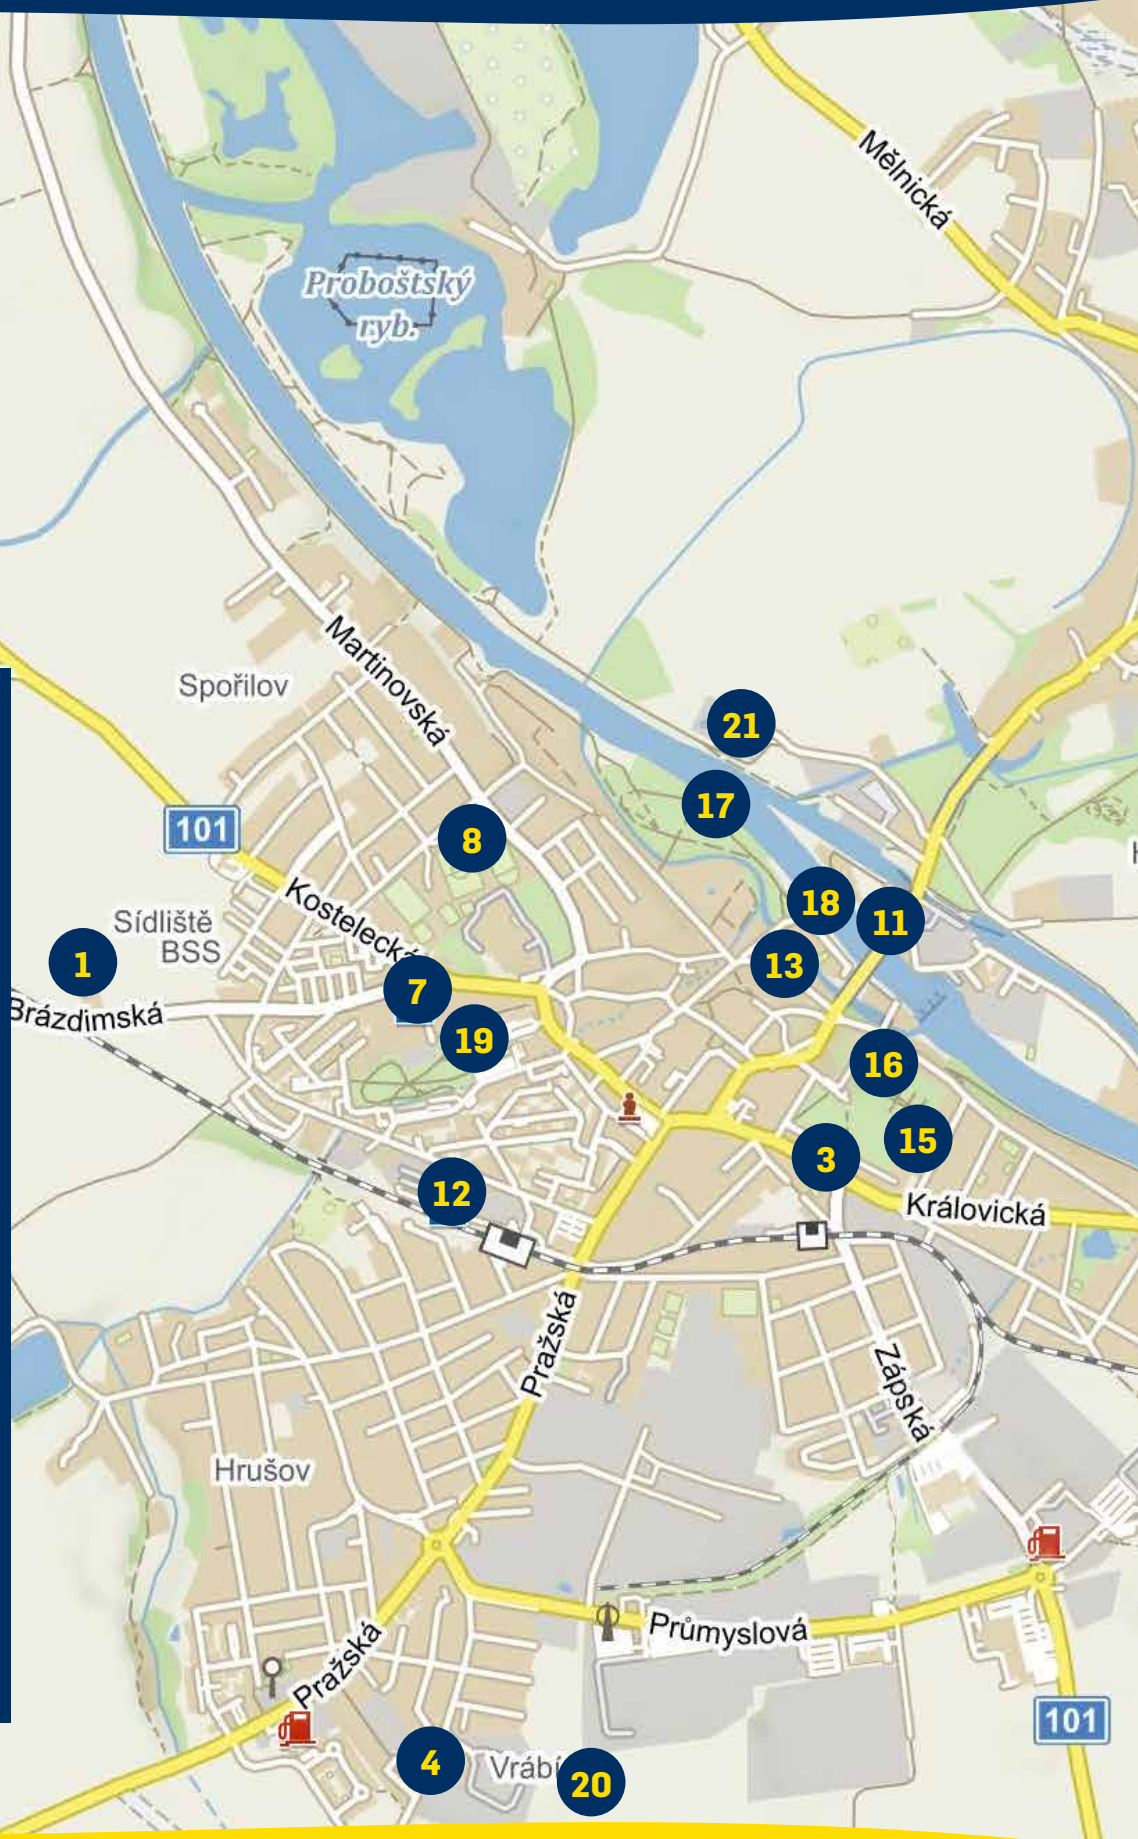 Mělnická
Proboštský
ryb.
Martinovská
Spořilov
21
17
101
8
Kostelecká
18
11
Sídliště
BSS
1
13
7
Brázdimská
19
16
15
3
12
Královická
Pražská
Zápská
Hrušov
Průmyslová
Pražská
101
4
20